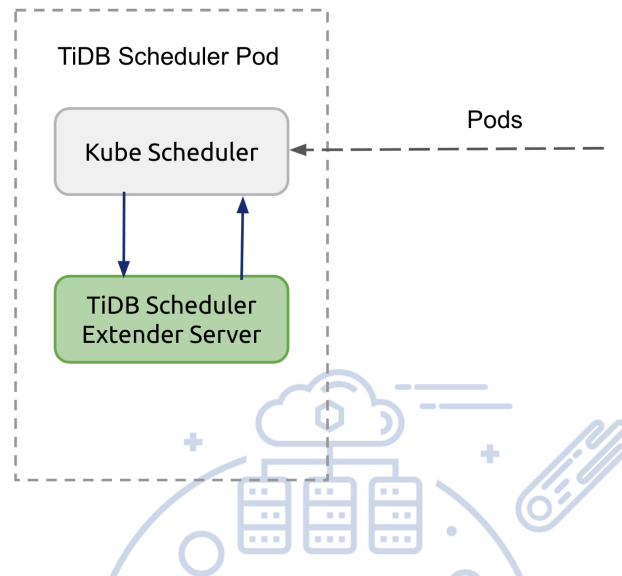 TiDB Scheduler Pod
Pods
Kube Scheduler
TiDB Scheduler
Extender Server